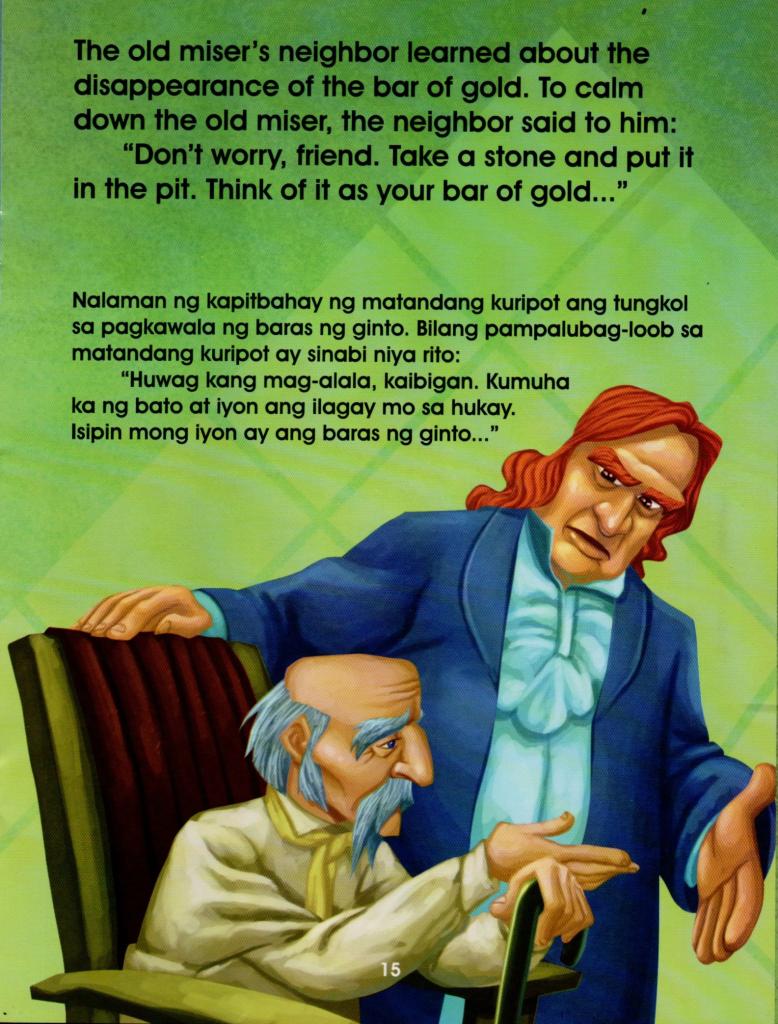 The old miser's neighbor learned about the
disappearance of the bar of gold. To calm
down the old miser, the neighbor said to him:
"Don't worry, friend. Take a stone and put it
in the pit. Think of it as your bar of gold..."
Nalaman ng kapitbahay ng matandang kuripot ang tungkol
sa pagkawala ng baras ng ginto. Bilang pampalubag-loob sa
matandang kuripot ay sinabi niya rito:
"Huwag kang mag-alala, kaibigan. Kumuha
ka ng bato at iyon ang ilagay mo sa hukay.
Isipin mong iyon ay ang baras ng ginto..."
15